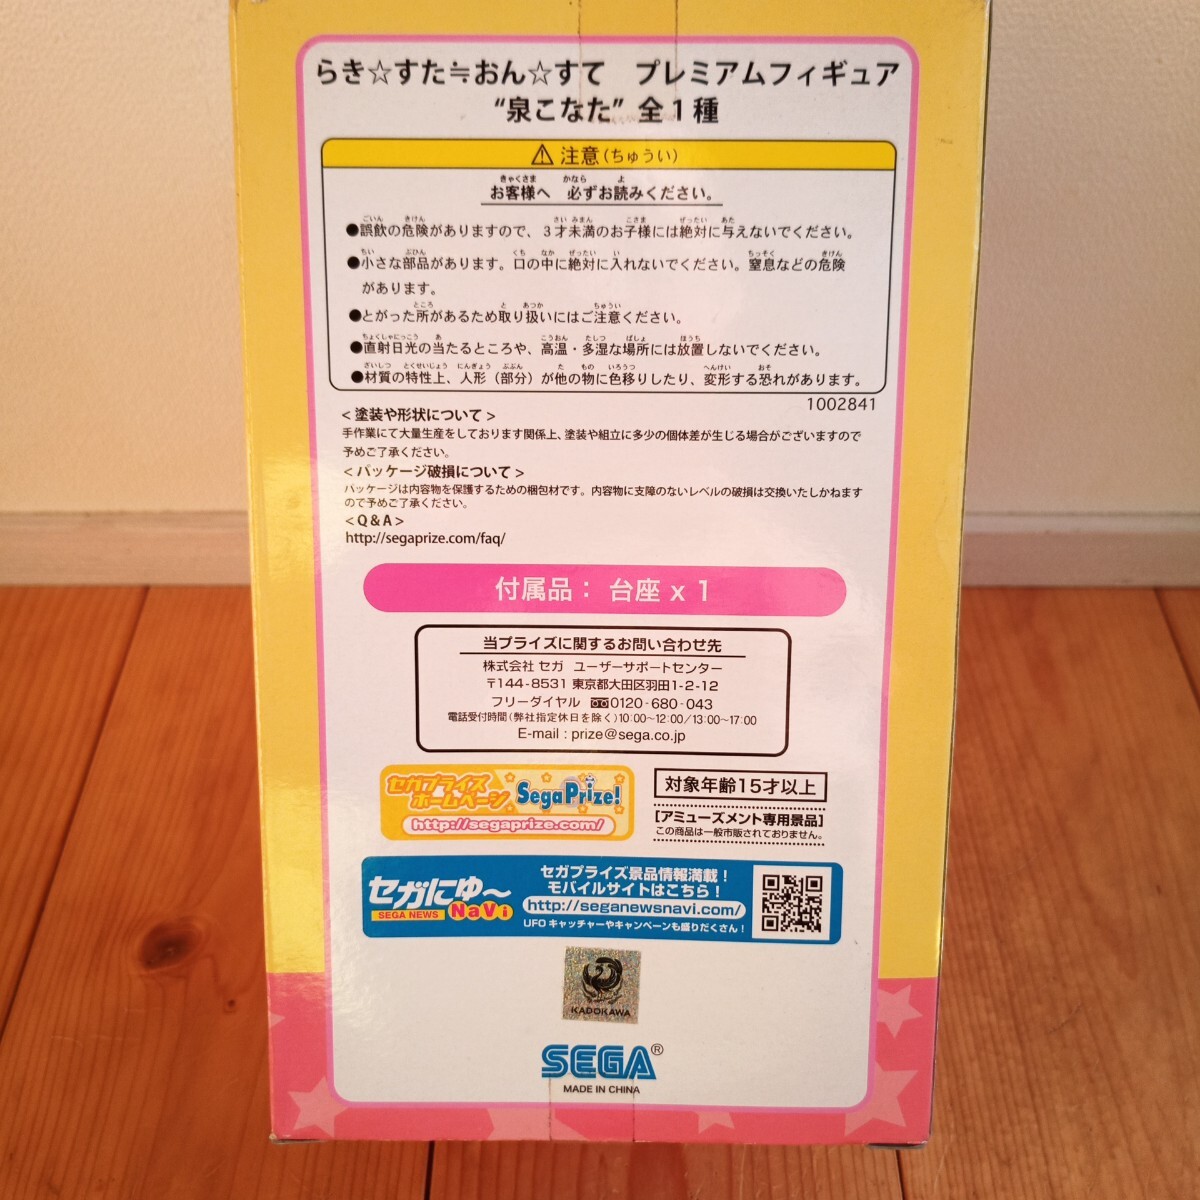 らき☆すた≒おん☆すて　プレミアムフィギュア
“泉こなた” 全1種
⚠ 注意(ちゅうい)
お客様へ　必ずお読みください。
●誤飲の危険がありますので、3才未満のお子様には絶対に与えないでください。
●小さな部品があります。口の中に絶対に入れないでください。窒息などの危険
があります。
●とがった所があるため取り扱いにはご注意ください。
●直射日光の当たるところや、高温・多湿な場所には放置しないでください。
●材質の特性上、人形（部分）が他の物に色移りしたり、変形する恐れがあります。
1002841
<塗装や形状について>
手作業にて大量生産をしております関係上、塗装や組立に多少の個体差が生じる場合がございますので
予めご了承ください。
<パッケージ破損について>
パッケージは内容物を保護するための梱包材です。内容物に支障のないレベルの破損は交換いたしかねます
ので予めご了承ください。
<Q&A>
http://segaprize.com/faq/
付属品： 台座 x 1
当プライズに関するお問い合わせ先
株式会社 セガ ユーザーサポートセンター
〒144-8531 東京都大田区羽田1-2-12
フリーダイヤル 0120-680-043
電話受付時間(弊社指定休日を除く)10:00～12:00/13:00～17:00
E-mail : prize@sega.co.jp
セガプライズ
ホームページ SegaPrize!
http://segaprize.com/
対象年齢15才以上
[アミューズメント専用景品]
この商品は一般市販されておりません。
セガにゅ～
SEGA NEWS NaVi
セガプライズ景品情報満載！
モバイルサイトはこちら！
http://seganewsnavi.com/
UFOキャッチャーやキャンペーンも盛りだくさん！
KADOKAWA
SEGA®
MADE IN CHINA